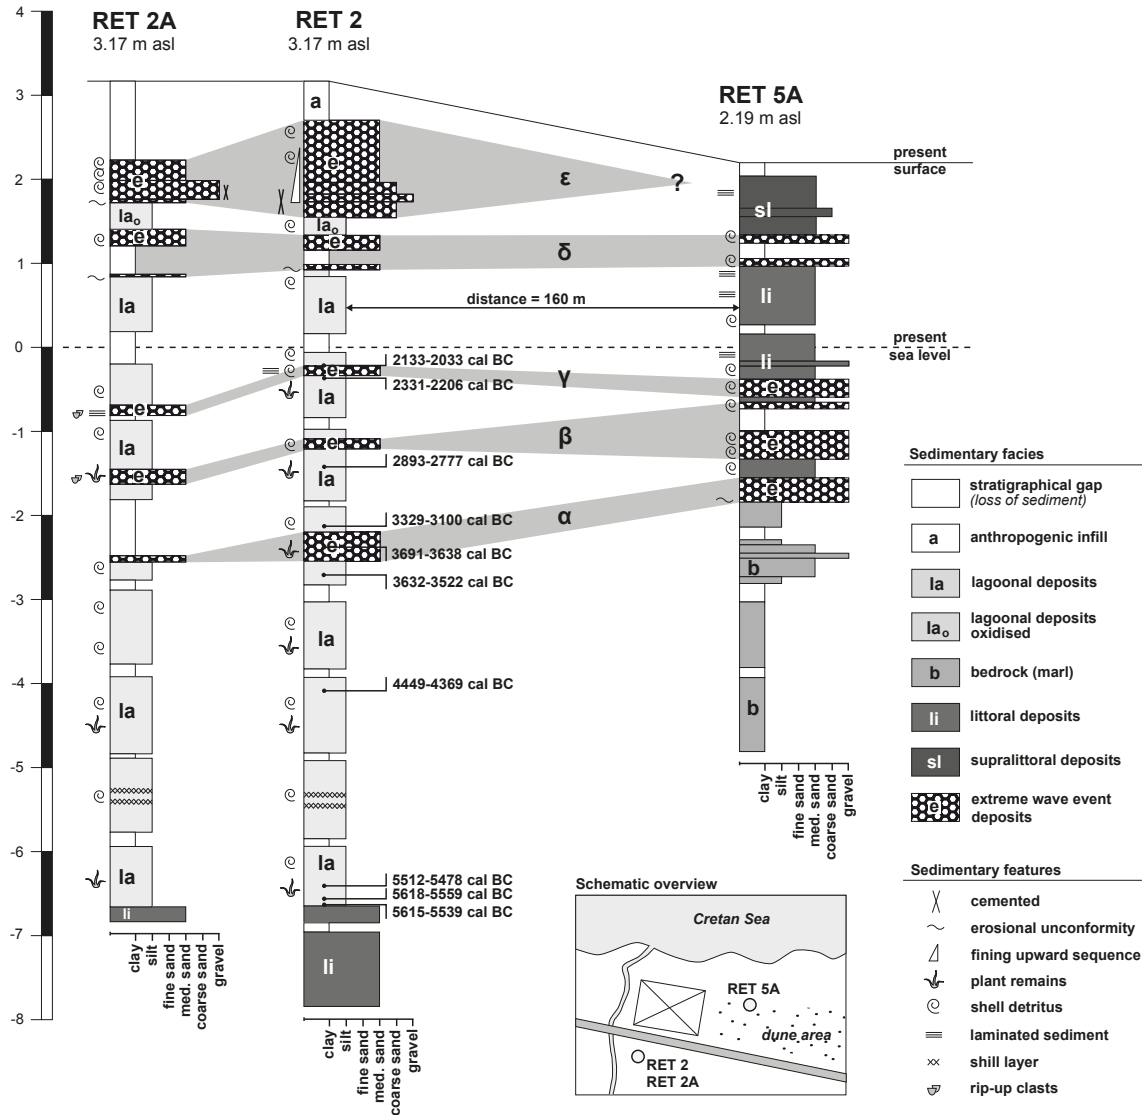 4
3
2
1
0
-1
-2
-3
-4
-5
-6
-7
-8
RET 2A
3.17 m asl
e
lao
e
la
e
la
e
la
la
li
clay
silt
fine sand
med. sand
coarse sand
gravel
RET 2
3.17 m asl
a
e
lao
e
la
e
la
e
la
e
la
la
li
clay
silt
fine sand
med. sand
coarse sand
gravel
2133-2033 cal BC
2331-2206 cal BC
2893-2777 cal BC
3329-3100 cal BC
3691-3638 cal BC
3632-3522 cal BC
4449-4369 cal BC
5512-5478 cal BC
5618-5559 cal BC
5615-5539 cal BC
ε
?
δ
distance = 160 m
γ
β
α
RET 5A
2.19 m asl
present
surface
sl
li
present
sea level
li
e
e
e
b
b
clay
silt
fine sand
med. sand
coarse sand
gravel
Schematic overview
Cretan Sea
RET 5A
dune area
RET 2
RET 2A
Sedimentary facies
stratigraphical gap
(loss of sediment)
a
anthropogenic infill
la
lagoonal deposits
lao
lagoonal deposits
oxidised
b
bedrock (marl)
li
littoral deposits
sl
supralittoral deposits
e
extreme wave event
deposits
Sedimentary features
cemented
erosional unconformity
fining upward sequence
plant remains
shell detritus
laminated sediment
shill layer
rip-up clasts